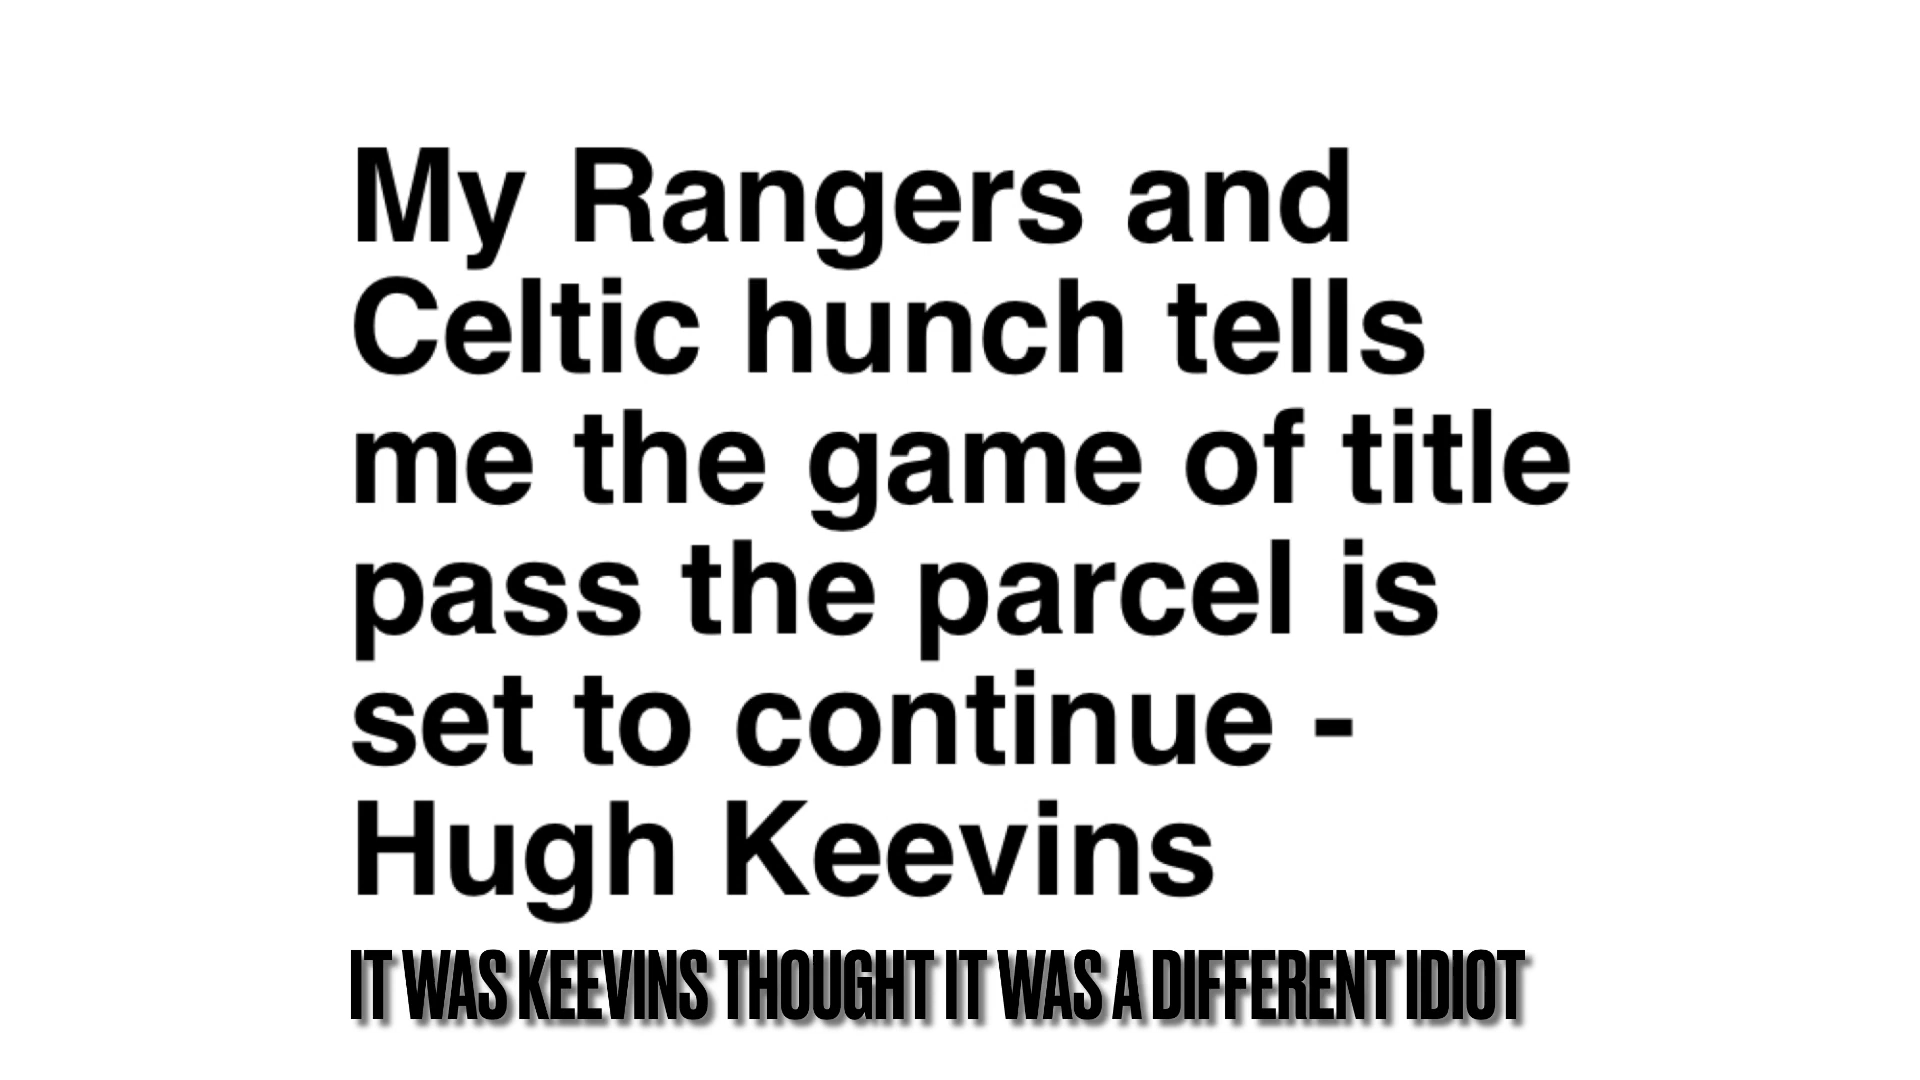 My Rangers and
Celtic hunch tells
me the game of title
pass the parcel is
set to continue -
Hugh Keevins
IT WAS KEEVINS THOUGHT IT WAS A DIFFERENT IDIOT